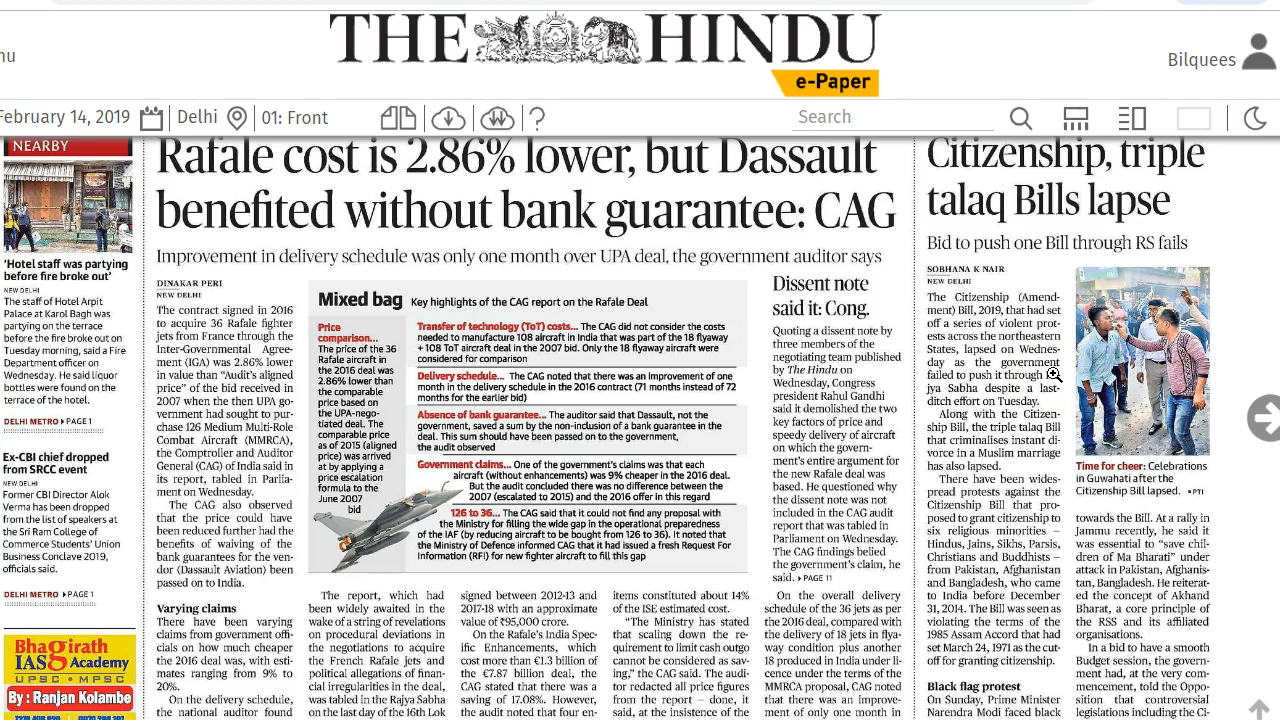 THE HINDU
e-Paper
nu
Bilquees
February 14, 2019
Delhi
01: Front
?
Search
NEARBY
'Hotel staff was partying
before fire broke out'
NEW DELHI
The staff of Hotel Arpit
Palace at Karol Bagh was
partying on the terrace
before the fire broke out on
Tuesday morning, said a Fire
Department officer on
Wednesday. He said liquor
bottles were found on the
terrace of the hotel.
DELHI METRO ▸ PAGE 1
Ex-CBI chief dropped
from SRCC event
NEW DELHI
Former CBI Director Alok
Verma has been dropped
from the list of speakers at
the Sri Ram College of
Commerce Students' Union
Business Conclave 2019,
officials said.
DELHI METRO ▸ PAGE 1
Bhagirath
IAS Academy
UPSC • MPSC
By : Ranjan Kolambe
Rafale cost is 2.86% lower, but Dassault
benefited without bank guarantee: CAG
Improvement in delivery schedule was only one month over UPA deal, the government auditor says
DINAKAR PERI
NEW DELHI
The contract signed in 2016
to acquire 36 Rafale fighter
jets from France through the
Inter-Governmental Agree-
ment (IGA) was 2.86% lower
in value than "Audit's aligned
price" of the bid received in
2007 when the then UPA go-
vernment had sought to pur-
chase 126 Medium Multi-Role
Combat Aircraft (MMRCA),
the Comptroller and Auditor
General (CAG) of India said in
its report, tabled in Parlia-
ment on Wednesday.
The CAG also observed
that the price could have
been reduced further had the
benefits of waiving of the
bank guarantees for the ven-
dor (Dassault Aviation) been
passed on to India.
Varying claims
There have been varying
claims from government offi-
cials on how much cheaper
the 2016 deal was, with esti-
mates ranging from 9% to
20%.
On the delivery schedule,
the national auditor found
Mixed bag Key highlights of the CAG report on the Rafale Deal
Price
comparison...
The price of the 36
Rafale aircraft in
the 2016 deal was
2.86% lower than
the comparable
price based on
the UPA-nego-
tiated deal. The
comparable price
as of 2015 (aligned
price) was arrived
at by applying a
price escalation
formula to the
June 2007
bid
Transfer of technology (ToT) costs... The CAG did not consider the costs
needed to manufacture 108 aircraft in India that was part of the 18 flyaway
+ 108 ToT aircraft deal in the 2007 bid. Only the 18 flyaway aircraft were
considered for comparison
Delivery schedule... The CAG noted that there was an improvement of one
month in the delivery schedule in the 2016 contract (71 months instead of 72
months for the earlier bid)
Absence of bank guarantee... The auditor said that Dassault, not the
government, saved a sum by the non-inclusion of a bank guarantee in the
deal. This sum should have been passed on to the government,
the audit observed
Government claims... One of the government's claims was that each
aircraft (without enhancements) was 9% cheaper in the 2016 deal.
But the audit concluded there was no difference between the
2007 (escalated to 2015) and the 2016 offer in this regard
126 to 36... The CAG said that it could not find any proposal with
the Ministry for filling the wide gap in the operational preparedness
of the IAF (by reducing aircraft to be bought from 126 to 36). It noted that
the Ministry of Defence informed CAG that it had issued a fresh Request For
Information (RFI) for new fighter aircraft to fill this gap
The report, which had
been widely awaited in the
wake of a string of revelations
on procedural deviations in
the negotiations to acquire
the French Rafale jets and
political allegations of finan-
cial irregularities in the deal,
was tabled in the Rajya Sabha
on the last day of the 16th Lok
signed between 2012-13 and
2017-18 with an approximate
value of ₹95,000 crore.
On the Rafale's India Spec-
ific Enhancements, which
cost more than €1.3 billion of
the €7.87 billion deal, the
CAG stated that there was a
saving of 17.08%. However,
the audit noted that four en-
items constituted about 14%
of the ISE estimated cost.
"The Ministry has stated
that scaling down the re-
quirement to limit cash outgo
cannot be considered as sav-
ing," the CAG said. The audi-
tor redacted all price figures
from the report – done, it
said, at the insistence of the
Dissent note
said it: Cong.
Quoting a dissent note by
three members of the
negotiating team published
by The Hindu on
Wednesday, Congress
president Rahul Gandhi
said it demolished the two
key factors of price and
speedy delivery of aircraft
on which the govern-
ment's entire argument for
the new Rafale deal was
based. He questioned why
the dissent note was not
included in the CAG audit
report that was tabled in
Parliament on Wednesday.
The CAG findings belied
the government's claim, he
said. ▸ PAGE 11
On the overall delivery
schedule of the 36 jets as per
the 2016 deal, compared with
the delivery of 18 jets in flya-
way condition plus another
18 produced in India under li-
cence under the terms of the
MMRCA proposal, CAG noted
that there was an improve-
ment of only one month in
Citizenship, triple
talaq Bills lapse
Bid to push one Bill through RS fails
SOBHANA K NAIR
NEW DELHI
The Citizenship (Amend-
ment) Bill, 2019, that had set
off a series of violent prot-
ests across the northeastern
States, lapsed on Wednes-
day as the government
failed to push it through
jya Sabha despite a last-
ditch effort on Tuesday.
Along with the Citizen-
ship Bill, the triple talaq Bill
that criminalises instant di-
vorce in a Muslim marriage
has also lapsed.
There have been wides-
pread protests against the
Citizenship Bill that pro-
posed to grant citizenship to
six religious minorities –
Hindus, Jains, Sikhs, Parsis,
Christians and Buddhists –
from Pakistan, Afghanistan
and Bangladesh, who came
to India before December
31, 2014. The Bill was seen as
violating the terms of the
1985 Assam Accord that had
set March 24, 1971 as the cut-
off for granting citizenship.
Black flag protest
On Sunday, Prime Minister
Narendra Modi faced black
Time for cheer: Celebrations
in Guwahati after the
Citizenship Bill lapsed. ▪ PTI
towards the Bill. At a rally in
Jammu recently, he said it
was essential to "save chil-
dren of Ma Bharati" under
attack in Pakistan, Afghanis-
tan, Bangladesh. He reiterat-
ed the concept of Akhand
Bharat, a core principle of
the RSS and its affiliated
organisations.
In a bid to have a smooth
Budget session, the govern-
ment had, at the very com-
mencement, told the Oppo-
sition that controversial
legislations including the Ci-